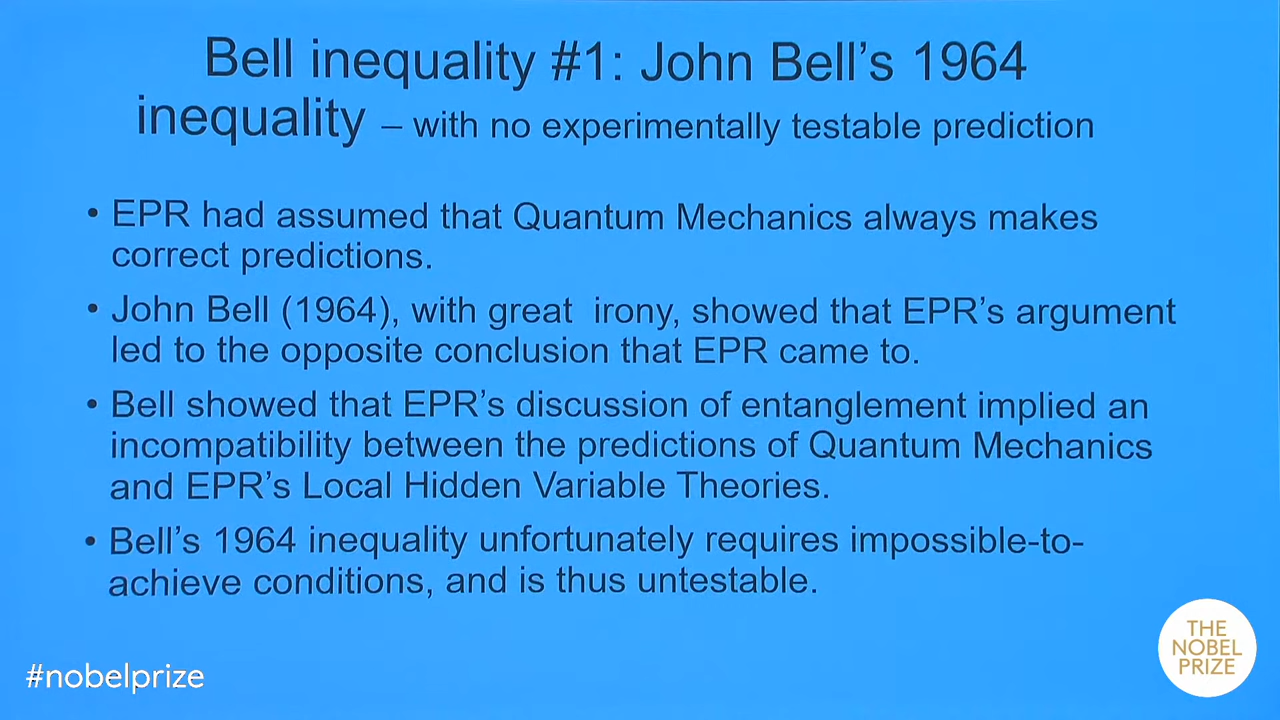 Bell inequality #1: John Bell's 1964
inequality – with no experimentally testable prediction
• EPR had assumed that Quantum Mechanics always makes
correct predictions.
• John Bell (1964), with great  irony, showed that EPR's argument
led to the opposite conclusion that EPR came to.
• Bell showed that EPR's discussion of entanglement implied an
incompatibility between the predictions of Quantum Mechanics
and EPR's Local Hidden Variable Theories.
• Bell's 1964 inequality unfortunately requires impossible-to-
achieve conditions, and is thus untestable.
#nobelprize
THE
NOBEL
PRIZE